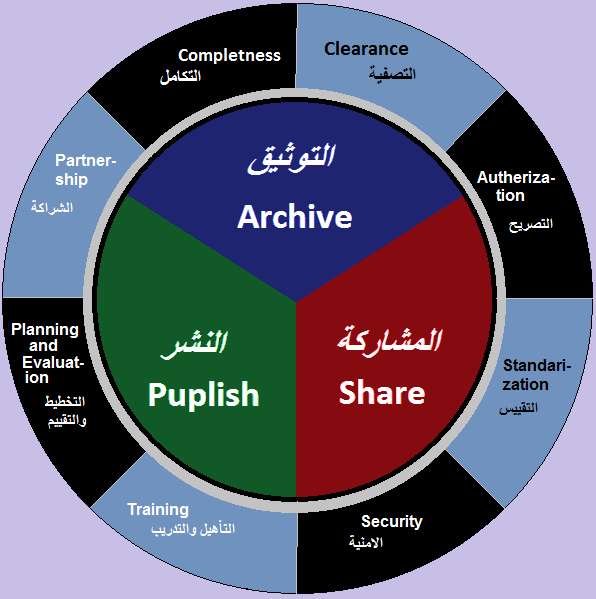 Completness
التكامل
Clearance
التصفية
Autheriza-
tion
التصريح
Standari-
zation
التقييس
Security
الامنية
Training
التأهيل والتدريب
Planning
and
Evaluat-
ion
التخطيط
والتقييم
Partner-
ship
الشراكة
التوثيق
Archive
المشاركة
Share
النشر
Puplish